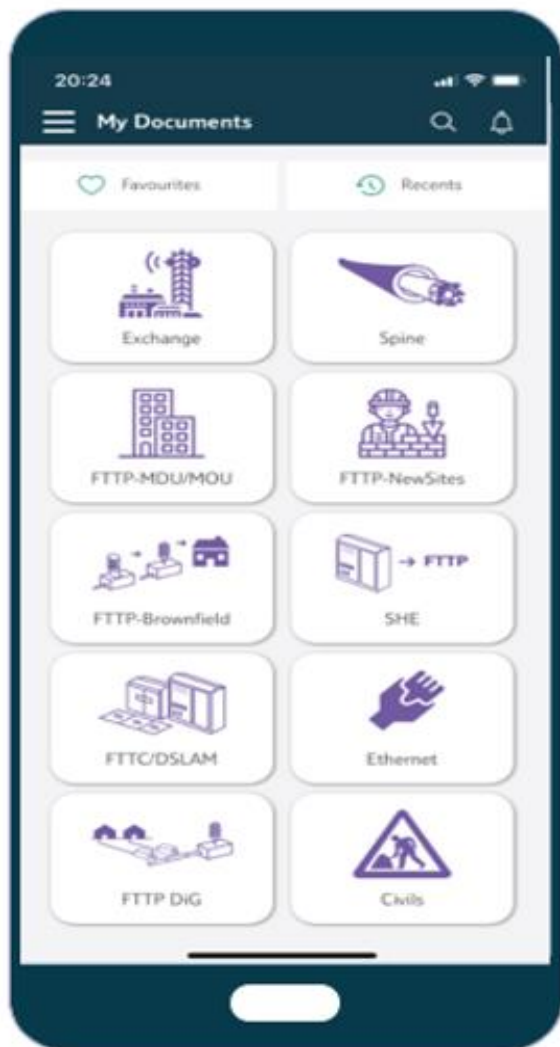 20:24
My Documents
Favourites Recents
Exchange Spine
FTTP-MDU/MOU FTTP-NewSites
→ FTTP
FTTP-Brownfield SHE
FTTC/DSLAM Ethernet
FTTP DiG Civils